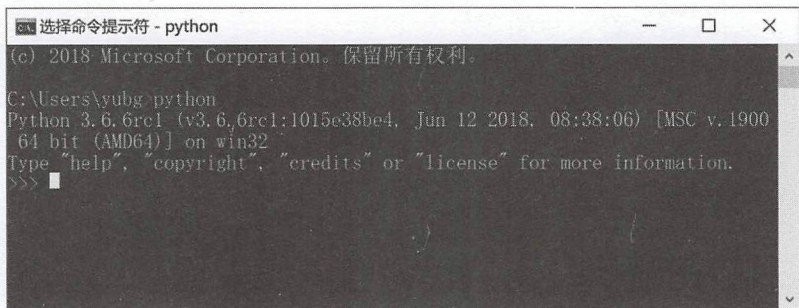 选择命令提示符 - python
(c) 2018 Microsoft Corporation。保留所有权利。
C:\Users\yubg>python
Python 3.6.6rc1 (v3.6.6rc1:1015e38be4, Jun 12 2018, 08:38:06) [MSC v.1900
64 bit (AMD64)] on win32
Type "help", "copyright", "credits" or "license" for more information.
>>>